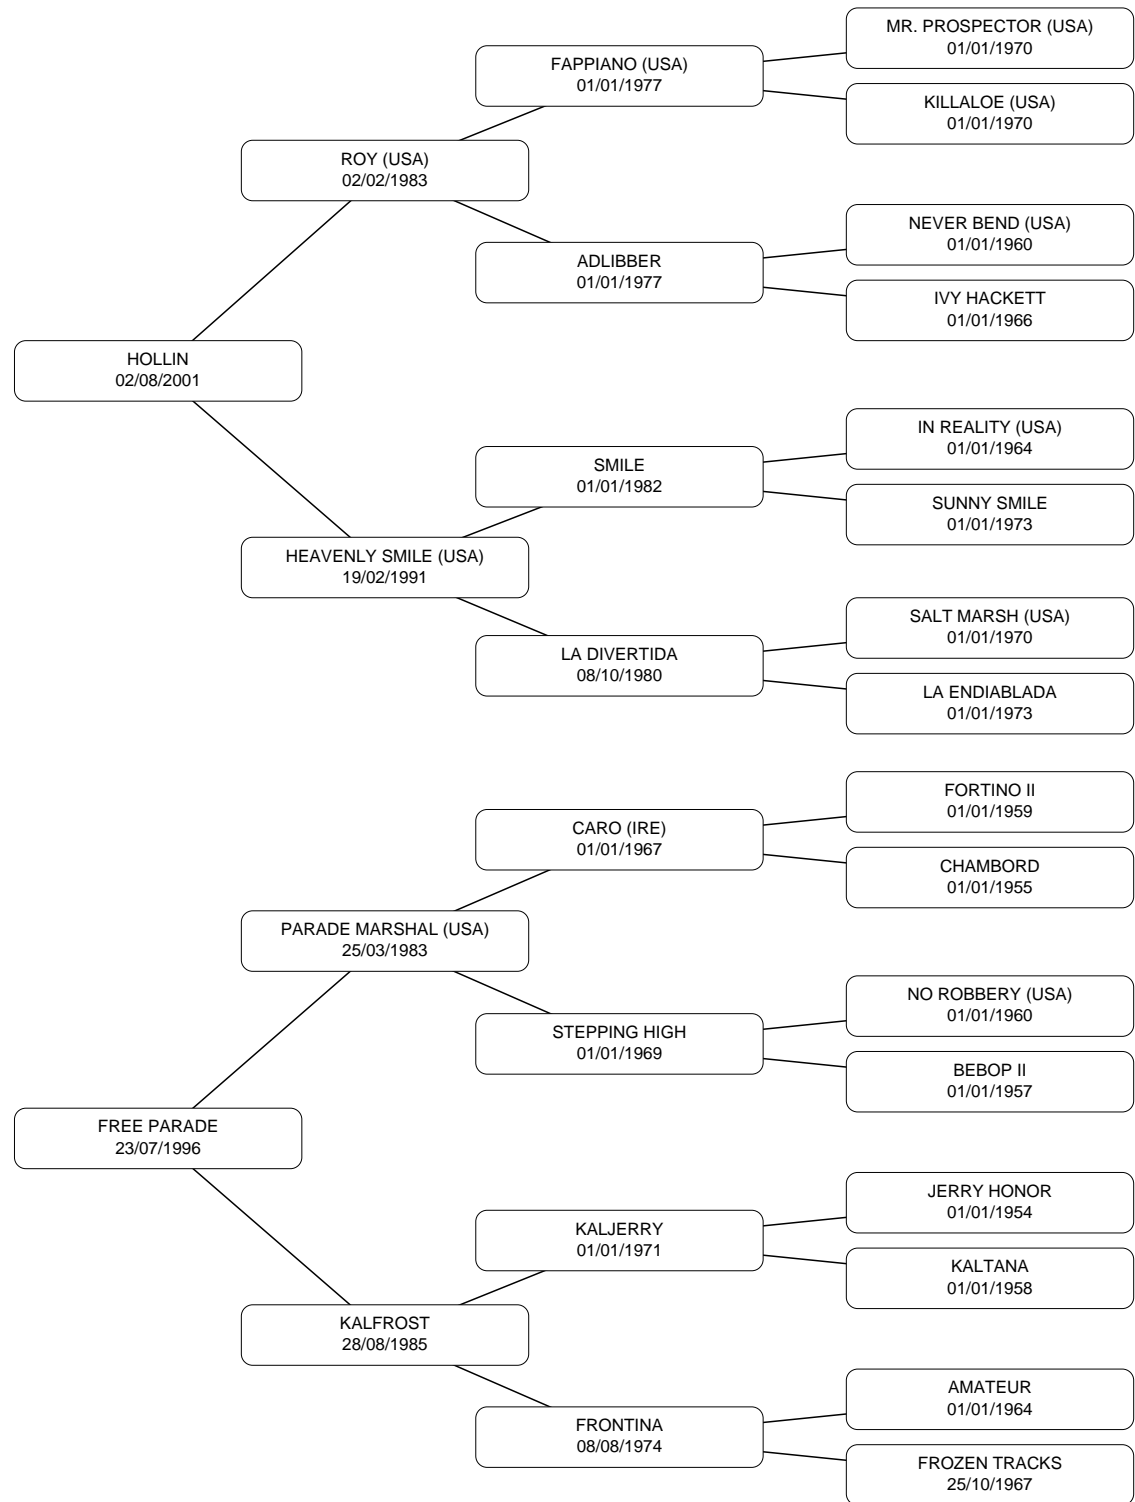 MR. PROSPECTOR (USA)
01/01/1970
FAPPIANO (USA)
01/01/1977
KILLALOE (USA)
01/01/1970
ROY (USA)
02/02/1983
NEVER BEND (USA)
01/01/1960
ADLIBBER
01/01/1977
IVY HACKETT
01/01/1966
HOLLIN
02/08/2001
IN REALITY (USA)
01/01/1964
SMILE
01/01/1982
SUNNY SMILE
01/01/1973
HEAVENLY SMILE (USA)
19/02/1991
SALT MARSH (USA)
01/01/1970
LA DIVERTIDA
08/10/1980
LA ENDIABLADA
01/01/1973
FORTINO II
01/01/1959
CARO (IRE)
01/01/1967
CHAMBORD
01/01/1955
PARADE MARSHAL (USA)
25/03/1983
NO ROBBERY (USA)
01/01/1960
STEPPING HIGH
01/01/1969
BEBOP II
01/01/1957
FREE PARADE
23/07/1996
JERRY HONOR
01/01/1954
KALJERRY
01/01/1971
KALTANA
01/01/1958
KALFROST
28/08/1985
AMATEUR
01/01/1964
FRONTINA
08/08/1974
FROZEN TRACKS
25/10/1967